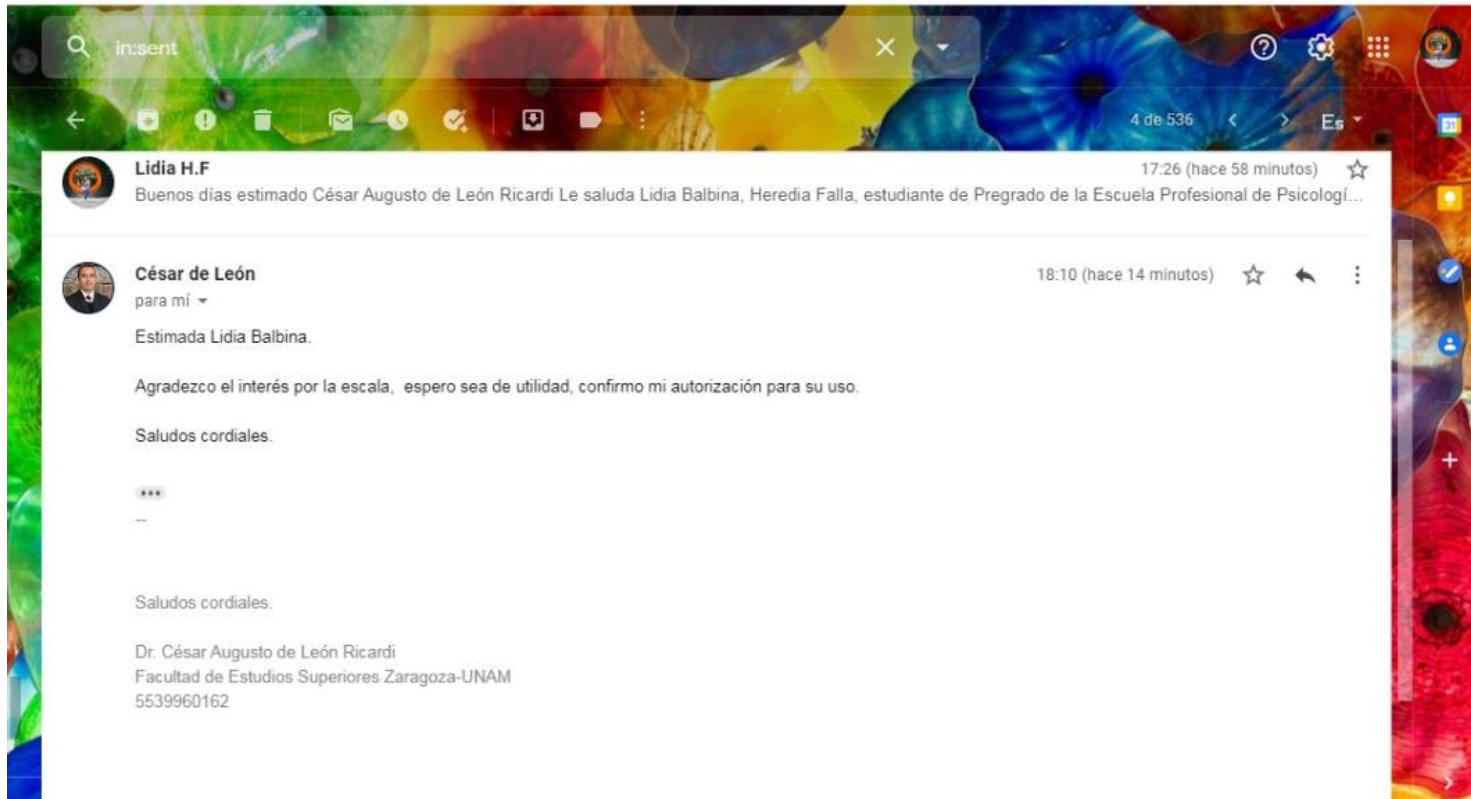 in:sent
4 de 536
Es
31
Lidia H.F
17:26 (hace 58 minutos)
Buenos días estimado César Augusto de León Ricardi Le saluda Lidia Balbina, Heredia Falla, estudiante de Pregrado de la Escuela Profesional de Psicologí...
César de León
18:10 (hace 14 minutos)
para mí
Estimada Lidia Balbina.
Agradezco el interés por la escala, espero sea de utilidad, confirmo mi autorización para su uso.
Saludos cordiales.
--
Saludos cordiales.
Dr. César Augusto de León Ricardi
Facultad de Estudios Superiores Zaragoza-UNAM
5539960162